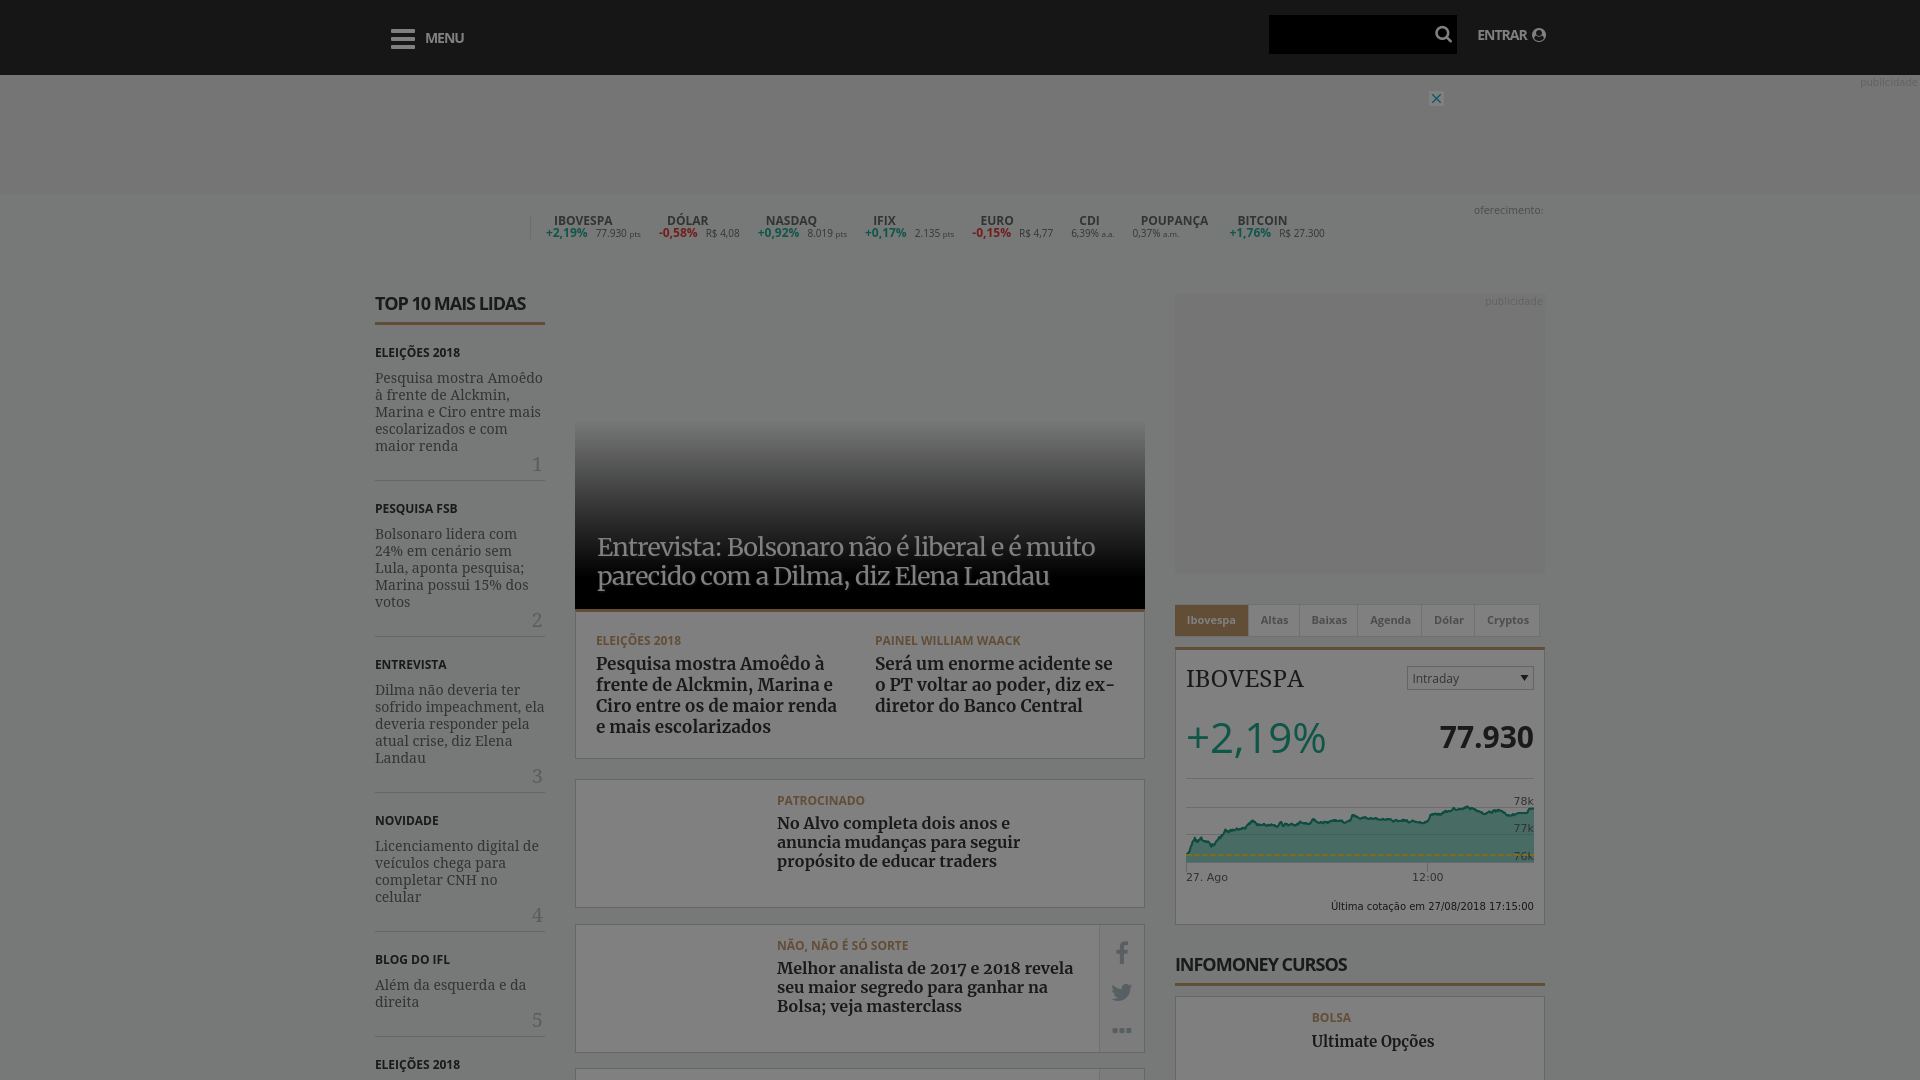 MENU
ENTRAR
publicidade
oferecimento:
IBOVESPA
+2,19% 77.930 pts
DÓLAR
-0,58% R$ 4,08
NASDAQ
+0,92% 8.019 pts
IFIX
+0,17% 2.135 pts
EURO
-0,15% R$ 4,77
CDI
6,39% a.a.
POUPANÇA
0,37% a.m.
BITCOIN
+1,76% R$ 27.300
TOP 10 MAIS LIDAS
ELEIÇÕES 2018
Pesquisa mostra Amoêdo
à frente de Alckmin,
Marina e Ciro entre mais
escolarizados e com
maior renda
1
PESQUISA FSB
Bolsonaro lidera com
24% em cenário sem
Lula, aponta pesquisa;
Marina possui 15% dos
votos
2
ENTREVISTA
Dilma não deveria ter
sofrido impeachment, ela
deveria responder pela
atual crise, diz Elena
Landau
3
NOVIDADE
Licenciamento digital de
veículos chega para
completar CNH no
celular
4
BLOG DO IFL
Além da esquerda e da
direita
5
ELEIÇÕES 2018
Entrevista: Bolsonaro não é liberal e é muito
parecido com a Dilma, diz Elena Landau
ELEIÇÕES 2018
Pesquisa mostra Amoêdo à
frente de Alckmin, Marina e
Ciro entre os de maior renda
e mais escolarizados
PAINEL WILLIAM WAACK
Será um enorme acidente se
o PT voltar ao poder, diz ex-
diretor do Banco Central
PATROCINADO
No Alvo completa dois anos e
anuncia mudanças para seguir
propósito de educar traders
NÃO, NÃO É SÓ SORTE
Melhor analista de 2017 e 2018 revela
seu maior segredo para ganhar na
Bolsa; veja masterclass
publicidade
Ibovespa Altas Baixas Agenda Dólar Cryptos
IBOVESPA
Intraday
+2,19% 77.930
78k
77k
76k
27. Ago 12:00
Última cotação em 27/08/2018 17:15:00
INFOMONEY CURSOS
BOLSA
Ultimate Opções